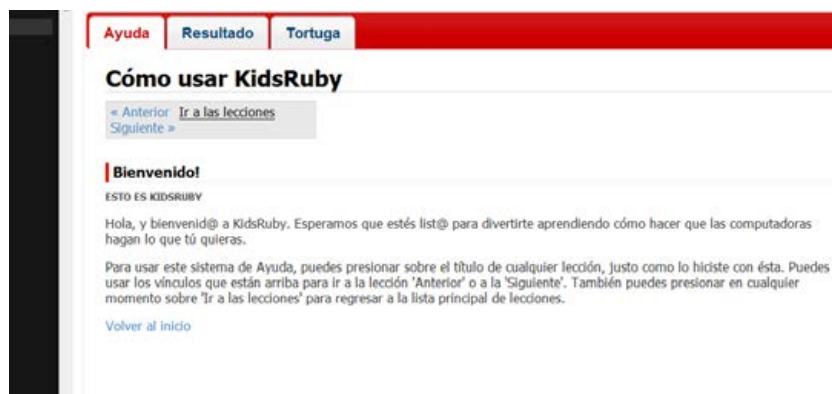 Ayuda Resultado Tortuga
Cómo usar KidsRuby
« Anterior Ir a las lecciones
Siguiente »
Bienvenido!
ESTO ES KIDSRUBY
Hola, y bienvenid@ a KidsRuby. Esperamos que estés list@ para divertirte aprendiendo cómo hacer que las computadoras
hagan lo que tú quieras.
Para usar este sistema de Ayuda, puedes presionar sobre el título de cualquier lección, justo como lo hiciste con ésta. Puedes
usar los vínculos que están arriba para ir a la lección 'Anterior' o a la 'Siguiente'. También puedes presionar en cualquier
momento sobre 'Ir a las lecciones' para regresar a la lista principal de lecciones.
Volver al inicio